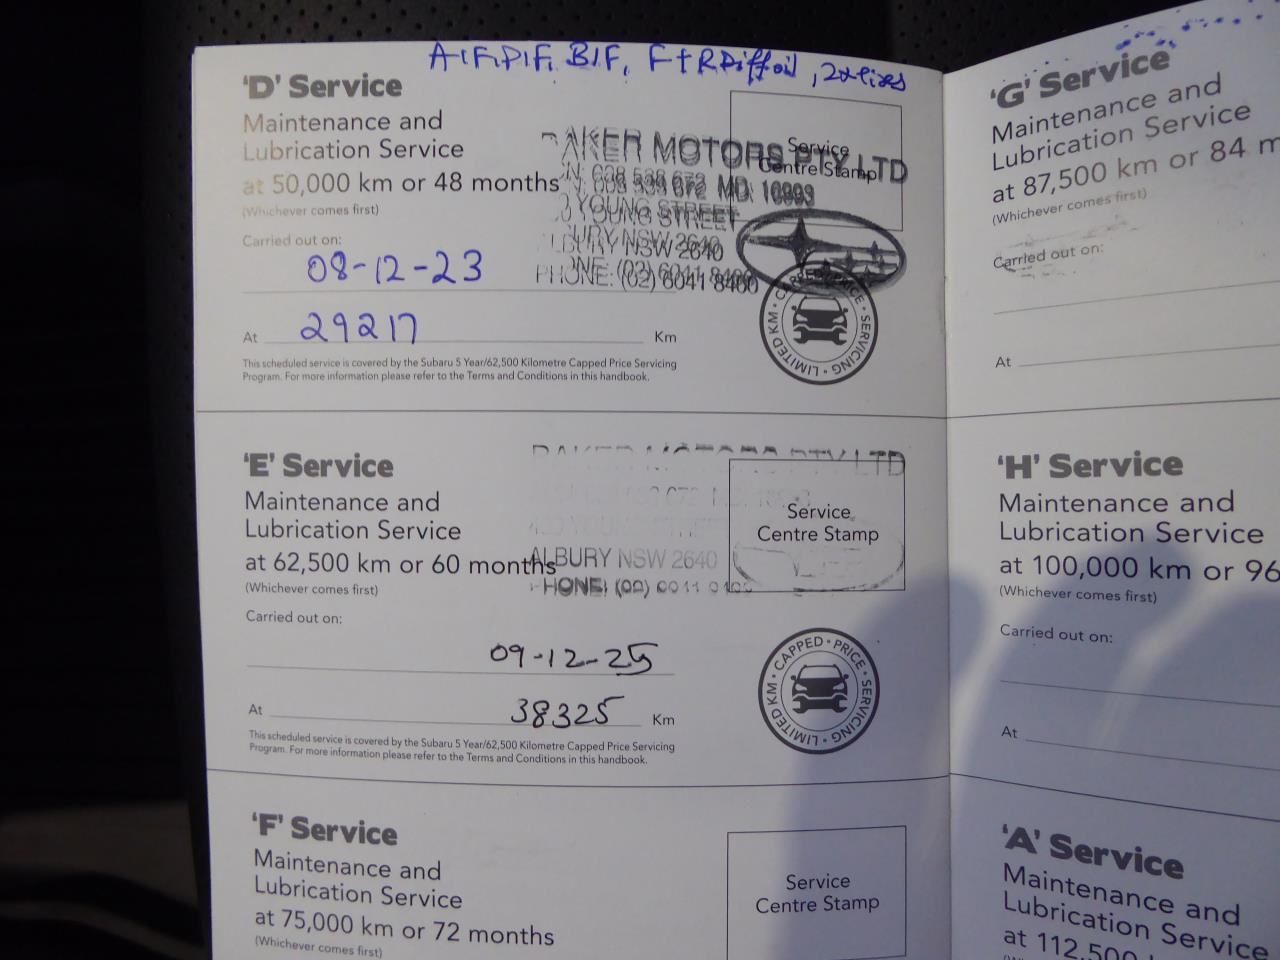 A/F, P/F, B/F, F+R Diff oil, 2x tires
'D' Service
Maintenance and
Lubrication Service
at 50,000 km or 48 months
(Whichever comes first)
Carried out on:
08-12-23
At 29217 Km
This scheduled service is covered by the Subaru 5 Year/62,500 Kilometre Capped Price Servicing
Program. For more information please refer to the Terms and Conditions in this handbook.
Service
Centre Stamp
BAKER MOTORS PTY LTD
YOUNG STREET
ALBURY NSW 2640
PHONE: (02) 6041 8400
LIMITED KM • CAPPED • PRICE • SERVICING •
'E' Service
Maintenance and
Lubrication Service
at 62,500 km or 60 months
(Whichever comes first)
Carried out on:
09-12-25
At 38325 Km
This scheduled service is covered by the Subaru 5 Year/62,500 Kilometre Capped Price Servicing
Program. For more information please refer to the Terms and Conditions in this handbook.
Service
Centre Stamp
PTY LTD
ALBURY NSW 2640
PHONE: (02)
LIMITED KM • CAPPED • PRICE • SERVICING •
'F' Service
Maintenance and
Lubrication Service
at 75,000 km or 72 months
(Whichever comes first)
Service
Centre Stamp
'G' Service
Maintenance and
Lubrication Service
at 87,500 km or 84 m
(Whichever comes first)
Carried out on:
At
'H' Service
Maintenance and
Lubrication Service
at 100,000 km or 96
(Whichever comes first)
Carried out on:
At
'A' Service
Maintenance and
Lubrication Service
at 112,500 k